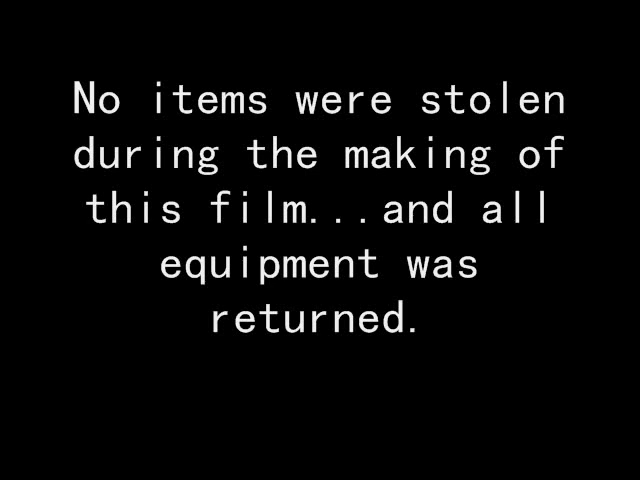 No items were stolen
during the making of
this film...and all
equipment was
returned.